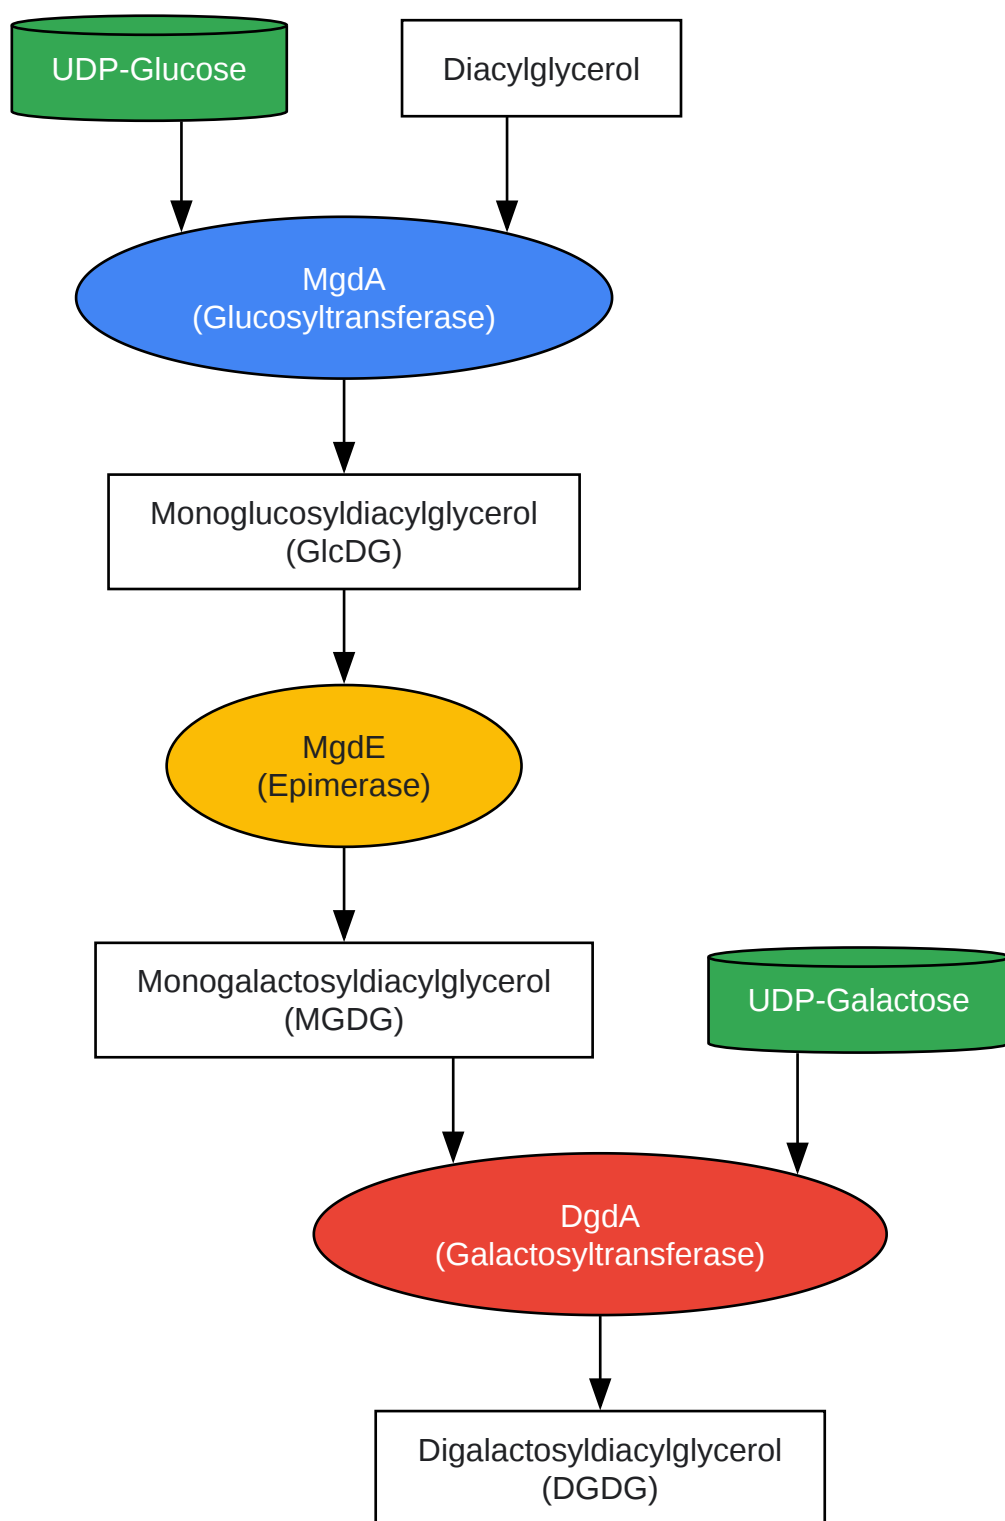 UDP-Glucose
Diacylglycerol
MgdA
(Glucosyltransferase)
Monoglucosyldiacylglycerol
(GlcDG)
MgdE
(Epimerase)
Monogalactosyldiacylglycerol
(MGDG)
UDP-Galactose
DgdA
(Galactosyltransferase)
Digalactosyldiacylglycerol
(DGDG)